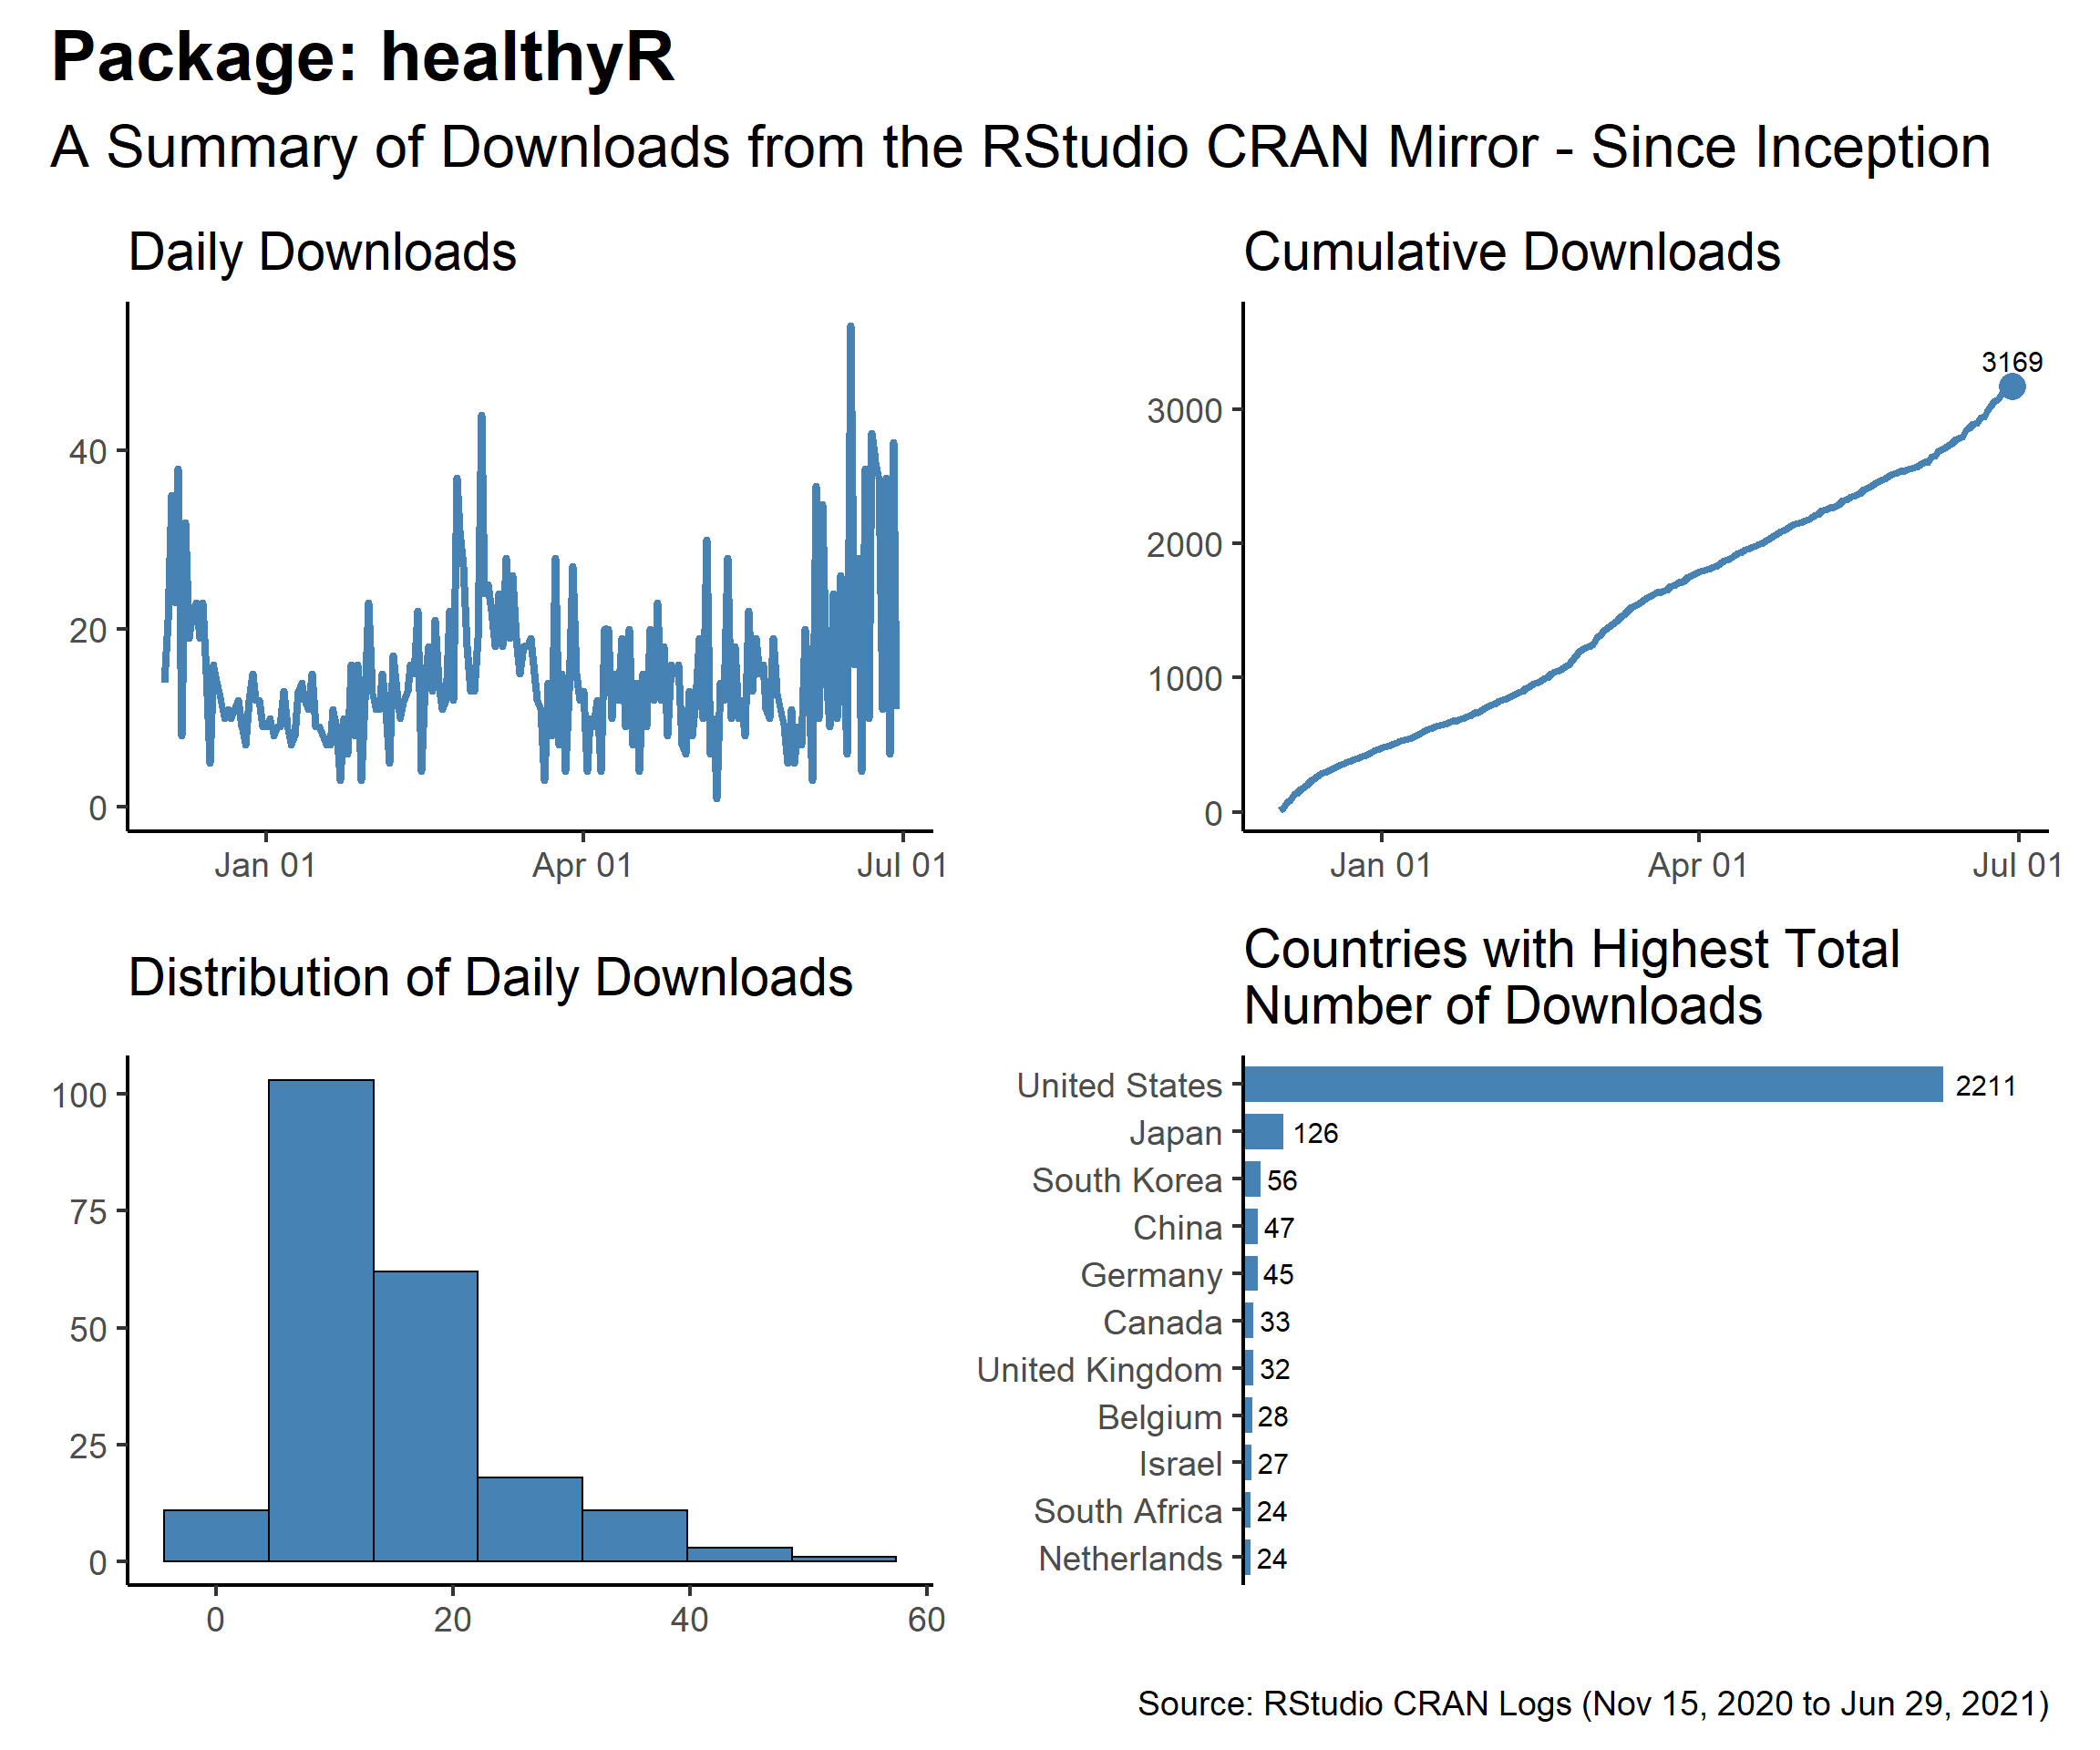 Package: healthyR
A Summary of Downloads from the RStudio CRAN Mirror - Since Inception
Daily Downloads
40
20
0
Jan 01 Apr 01 Jul 01
Cumulative Downloads
3169
3000
2000
1000
0
Jan 01 Apr 01 Jul 01
Distribution of Daily Downloads
100
75
50
25
0
0 20 40 60
Countries with Highest Total
Number of Downloads
United States 2211
Japan 126
South Korea 56
China 47
Germany 45
Canada 33
United Kingdom 32
Belgium 28
Israel 27
South Africa 24
Netherlands 24
Source: RStudio CRAN Logs (Nov 15, 2020 to Jun 29, 2021)